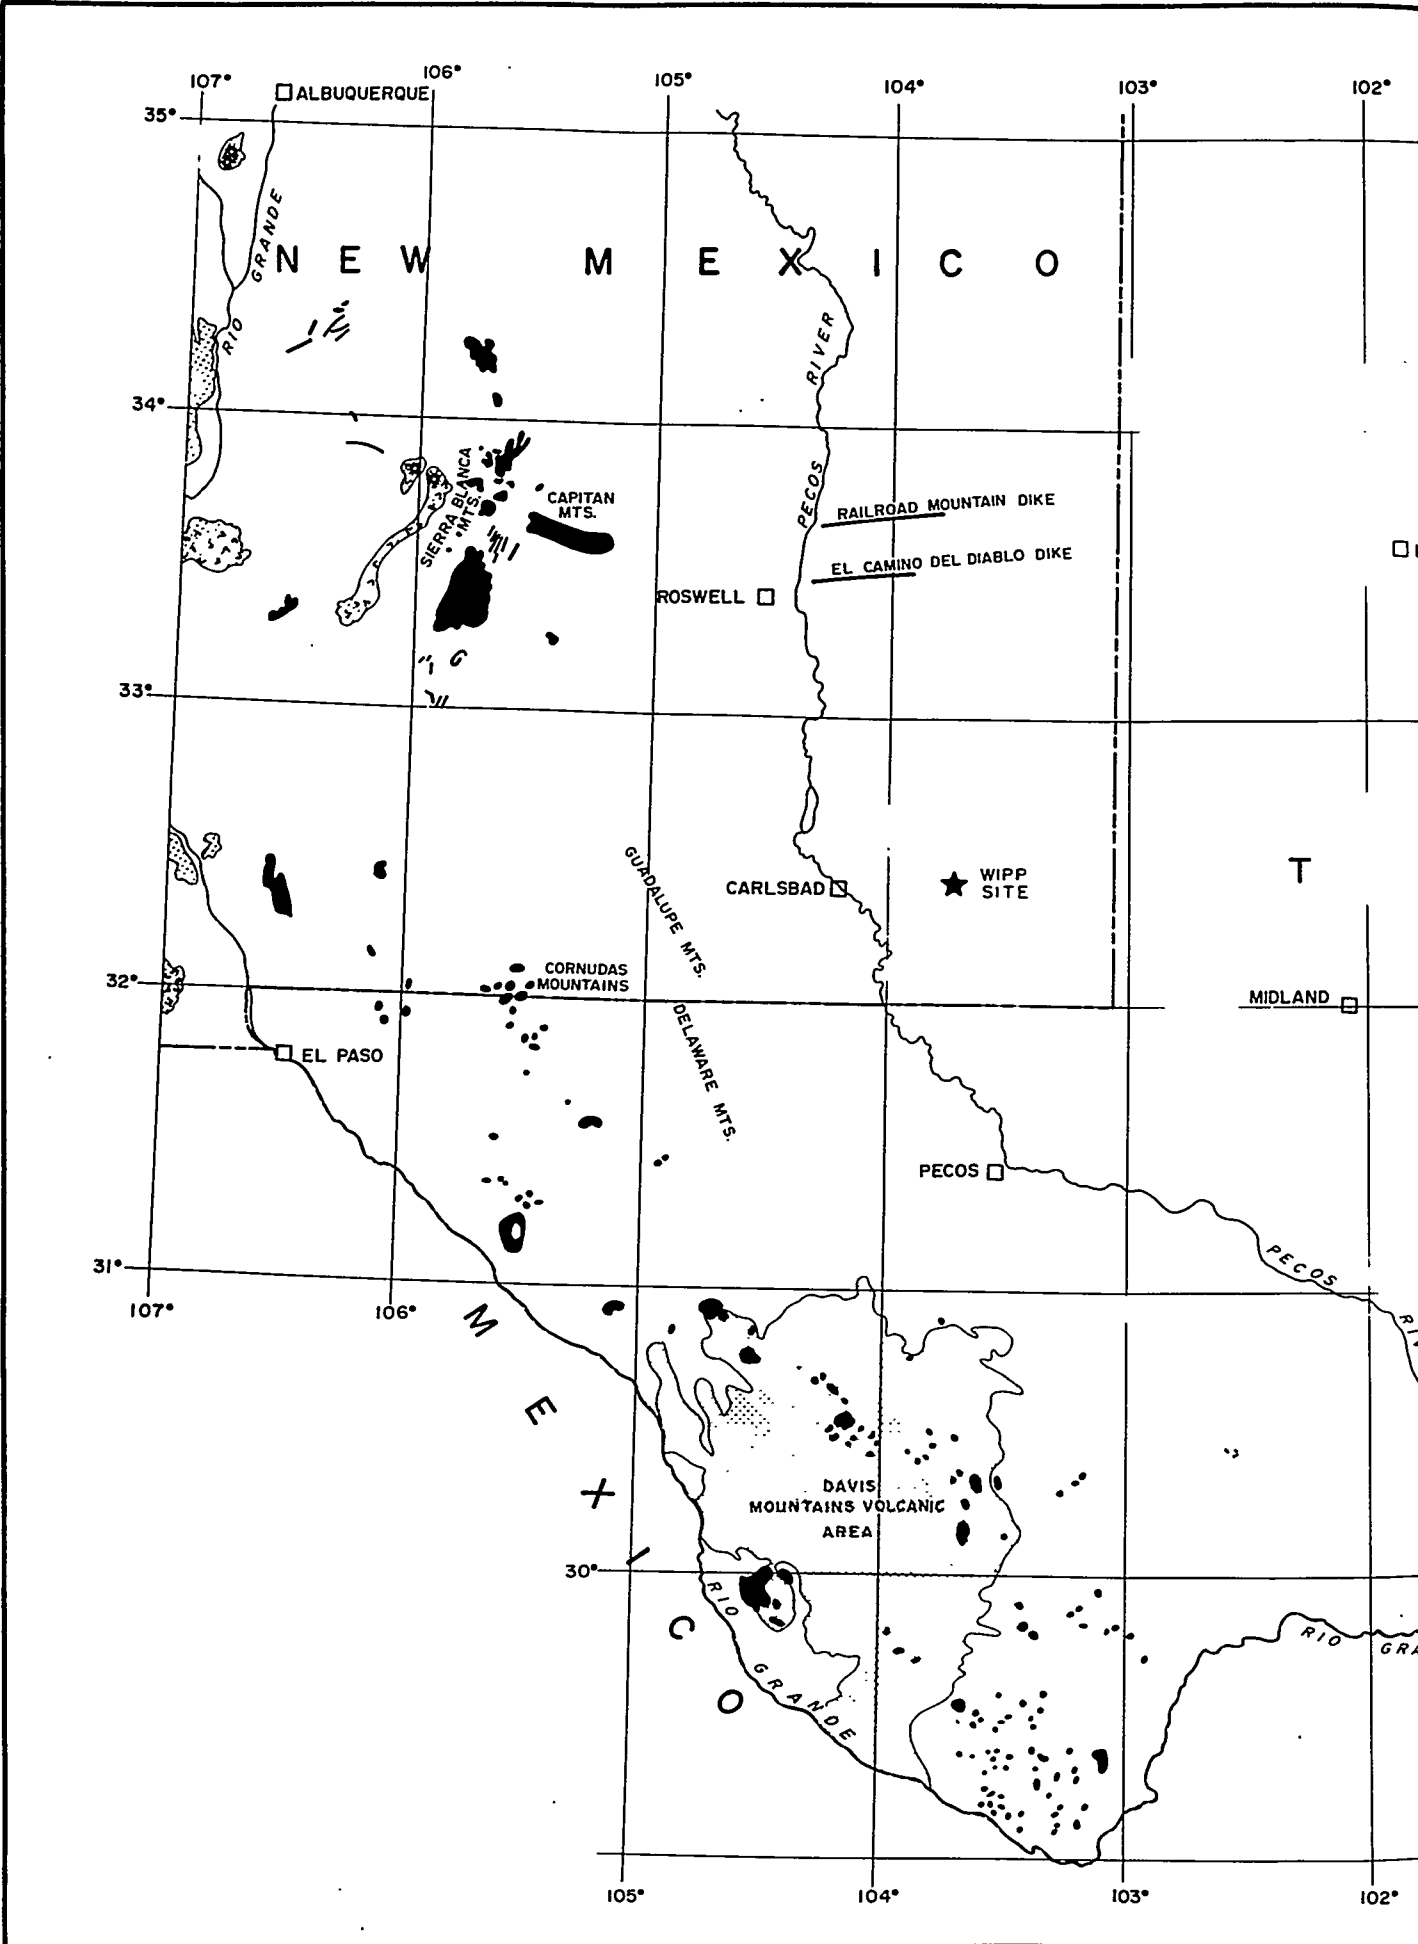 107° 106° 105° 104° 103° 102°
ALBUQUERQUE
35°
RIO GRANDE
NEW MEXICO
PECOS RIVER
34°
SIERRA BLANCA
MTS.
CAPITAN
MTS.
RAILROAD MOUNTAIN DIKE
EL CAMINO DEL DIABLO DIKE
ROSWELL
33°
GUADALUPE MTS.
CARLSBAD
WIPP
SITE
T
32°
CORNUDAS
MOUNTAINS
DELAWARE MTS.
MIDLAND
EL PASO
PECOS
PECOS
31°
107° 106°
MEXICO
DAVIS
MOUNTAINS VOLCANIC
AREA
30°
RIO GRANDE
RIO
105° 104° 103° 102°